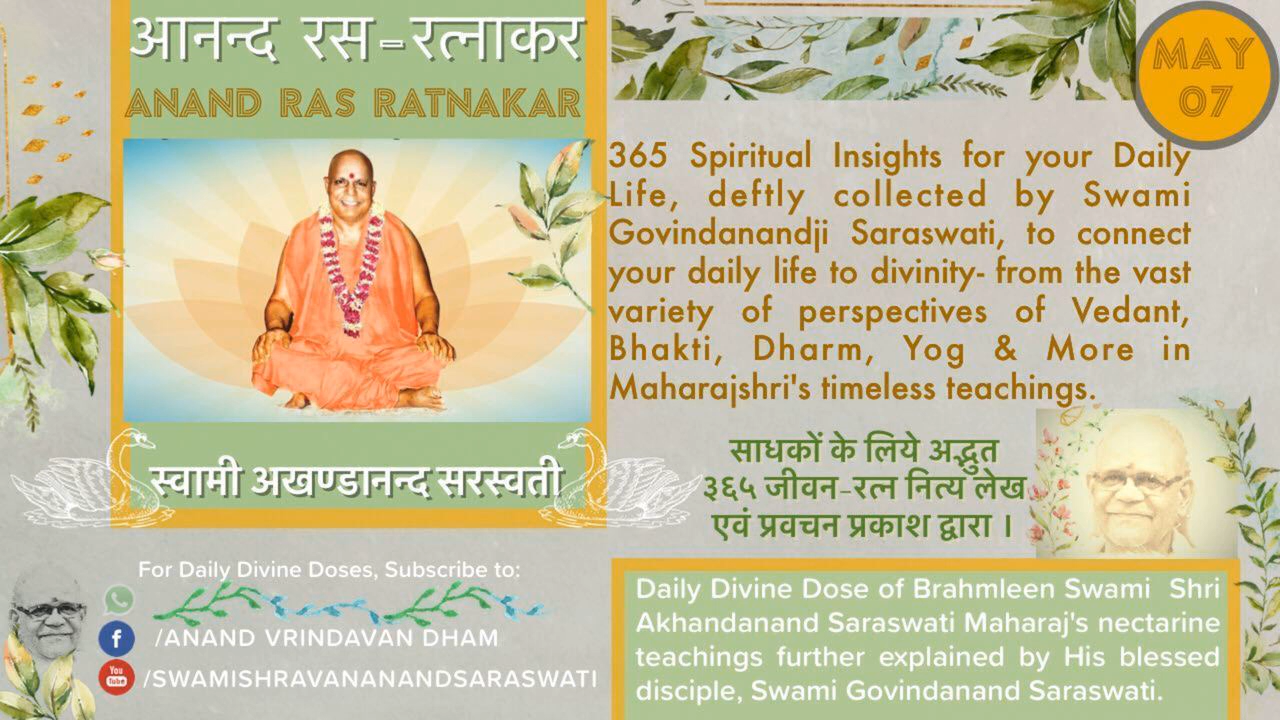 आनन्द रस-रत्नाकर
ANAND RAS RATNAKAR
स्वामी अखण्डानन्द सरस्वती
For Daily Divine Doses, Subscribe to:
/ANAND VRINDAVAN DHAM
You Tube
/SWAMISHRAVANANANDSARASWATI
MAY
07
365 Spiritual Insights for your Daily
Life, deftly collected by Swami
Govindanandji Saraswati, to connect
your daily life to divinity- from the vast
variety of perspectives of Vedant,
Bhakti, Dharm, Yog & More in
Maharajshri's timeless teachings.
साधकों के लिये अद्भुत
३६५ जीवन-रत्न नित्य लेख
एवं प्रवचन प्रकाश द्वारा ।
Daily Divine Dose of Brahmleen Swami Shri
Akhandanand Saraswati Maharaj's nectarine
teachings further explained by His blessed
disciple, Swami Govindanand Saraswati.